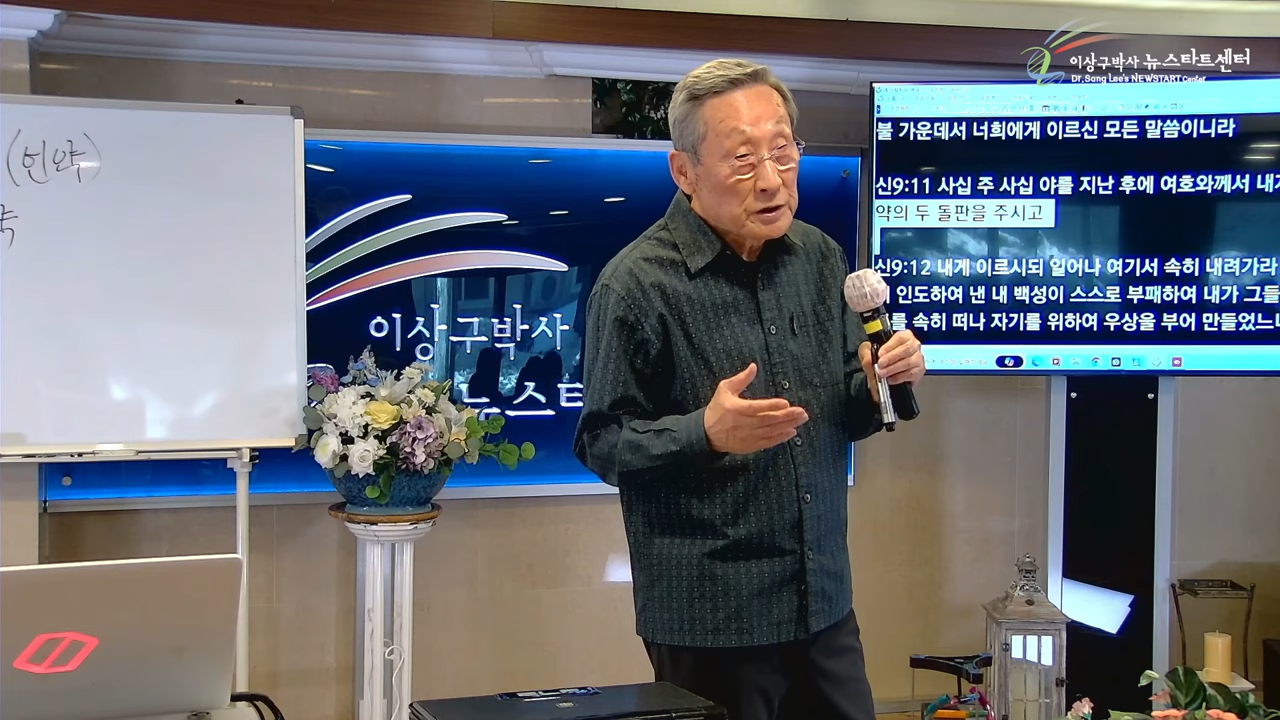 이상구박사 뉴스타트센터
Dr. Sang Lee's NEWSTART Center
(언약)
약
불 가운데서 너희에게 이르신 모든 말씀이니라
신9:11 사십 주 사십 야를 지난 후에 여호와께서 내게
약의 두 돌판을 주시고
신9:12 내게 이르시되 일어나 여기서 속히 내려가라
인도하여 낸 내 백성이 스스로 부패하여 내가 그들
를 속히 떠나 자기를 위하여 우상을 부어 만들었느니
이상구박사
뉴스타